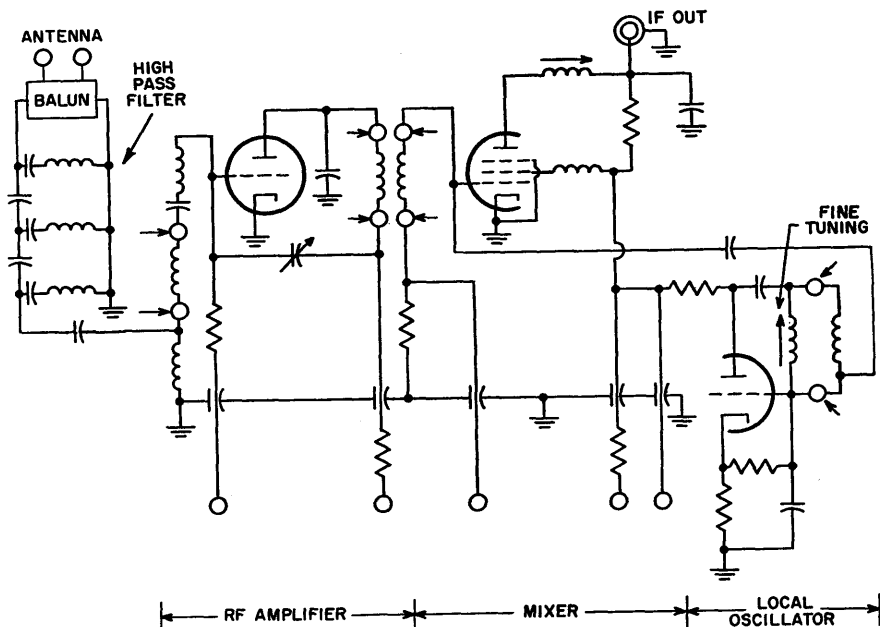 ANTENNA
BALUN
HIGH
PASS
FILTER
IF OUT
FINE
TUNING
RF AMPLIFIER
MIXER
LOCAL
OSCILLATOR